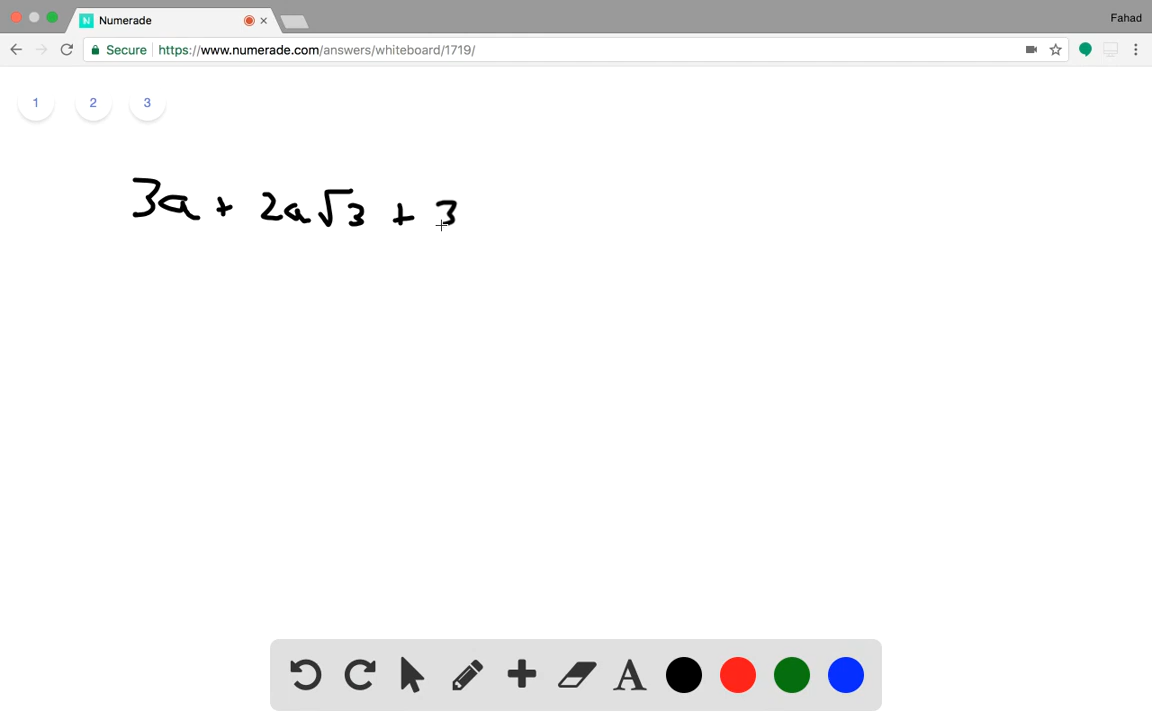 Numerade
Fahad
Secure https://www.numerade.com/answers/whiteboard/1719/
1 2 3
3a + 2a√3 + 3
A